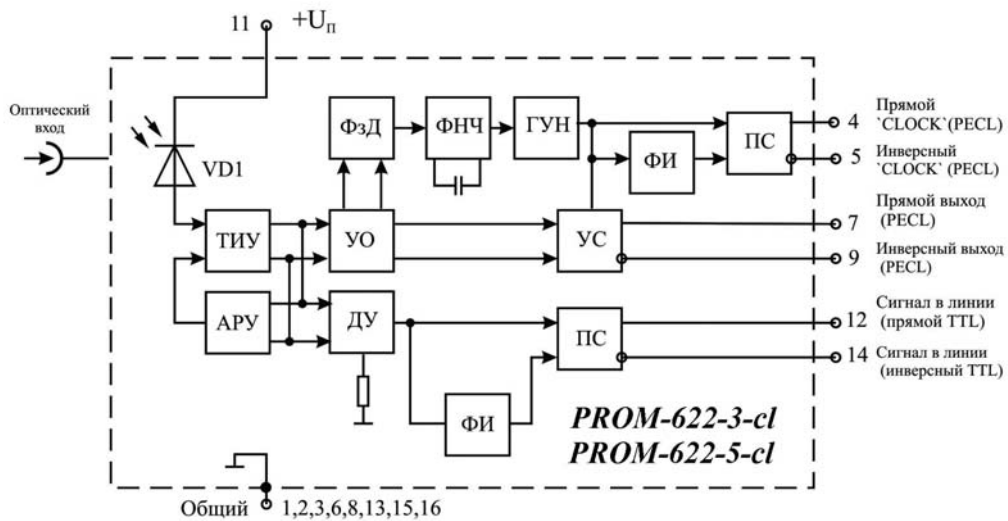 11 +Uп
Оптический
вход
VD1
ФзД
ФНЧ
ГУН
ФИ
ПС
4 Прямой
`CLOCK`(PECL)
5 Инверсный
`CLOCK` (PECL)
ТИУ
УО
УС
7 Прямой выход
(PECL)
9 Инверсный выход
(PECL)
АРУ
ДУ
ПС
12 Сигнал в линии
(прямой TTL)
14 Сигнал в линии
(инверсный TTL)
ФИ
PROM-622-3-cl
PROM-622-5-cl
Общий 1,2,3,6,8,13,15,16